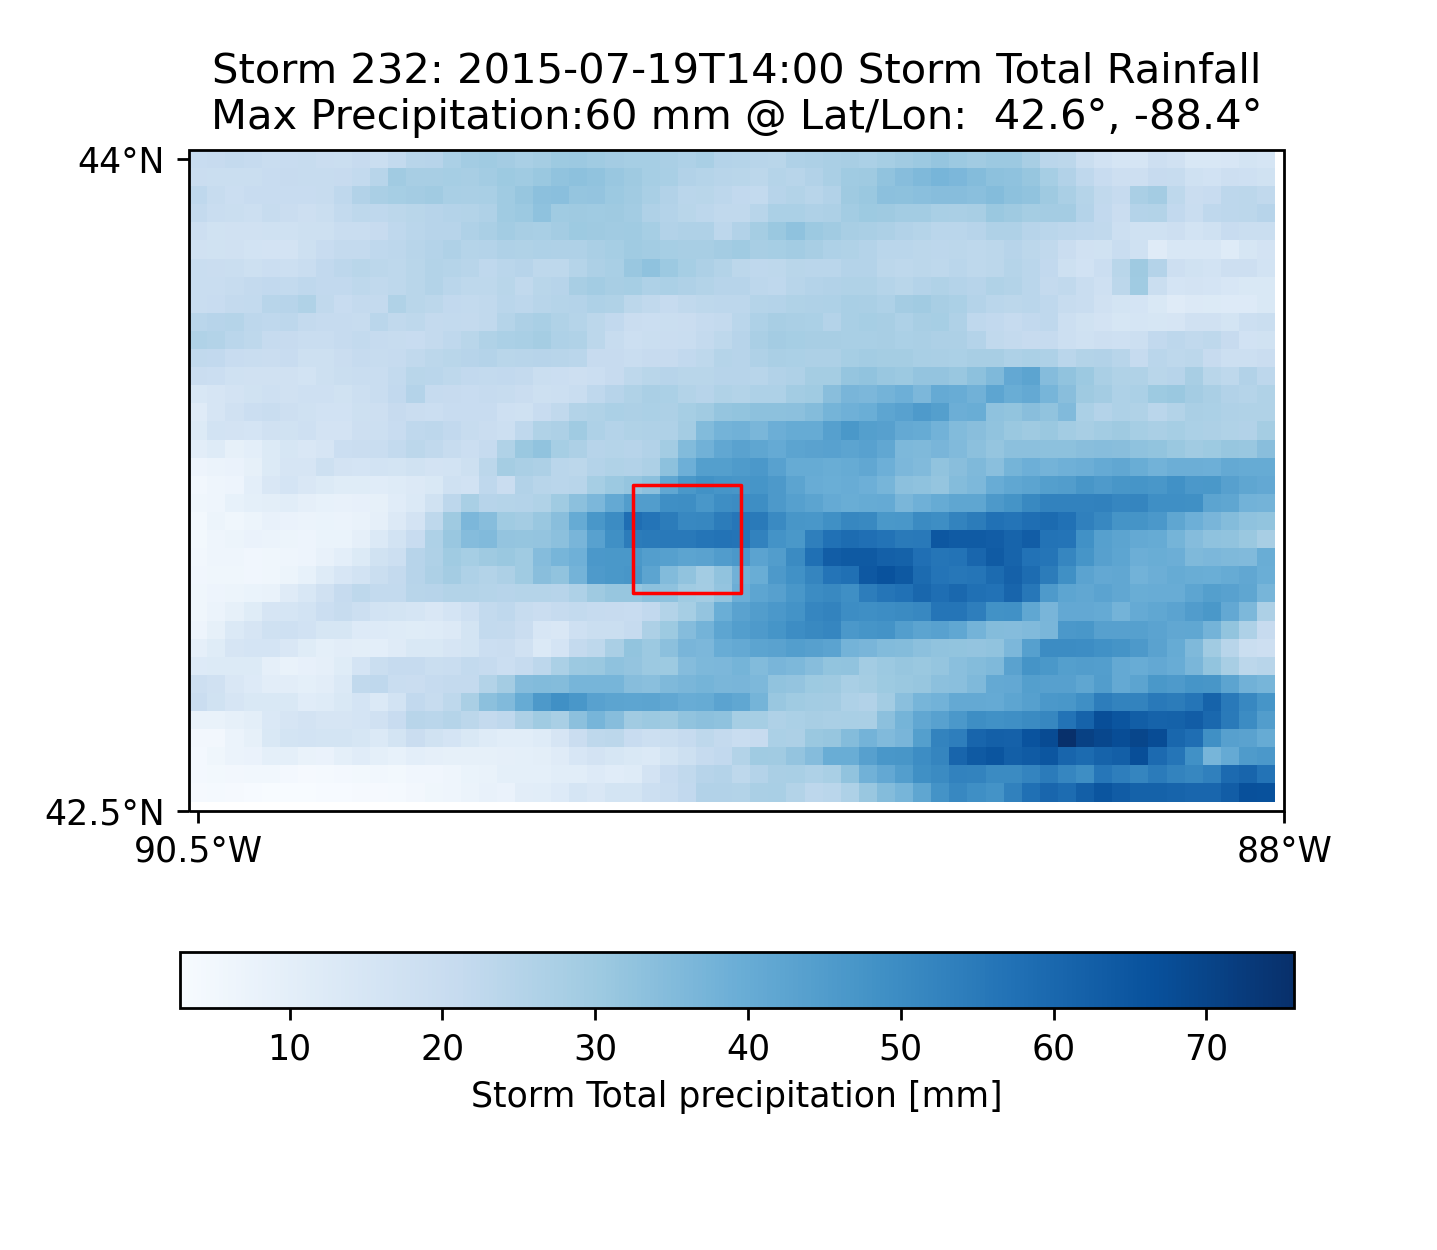 Storm 232: 2015-07-19T14:00 Storm Total Rainfall
Max Precipitation:60 mm @ Lat/Lon:  42.6°, -88.4°
44°N
42.5°N
90.5°W 88°W
10 20 30 40 50 60 70
Storm Total precipitation [mm]